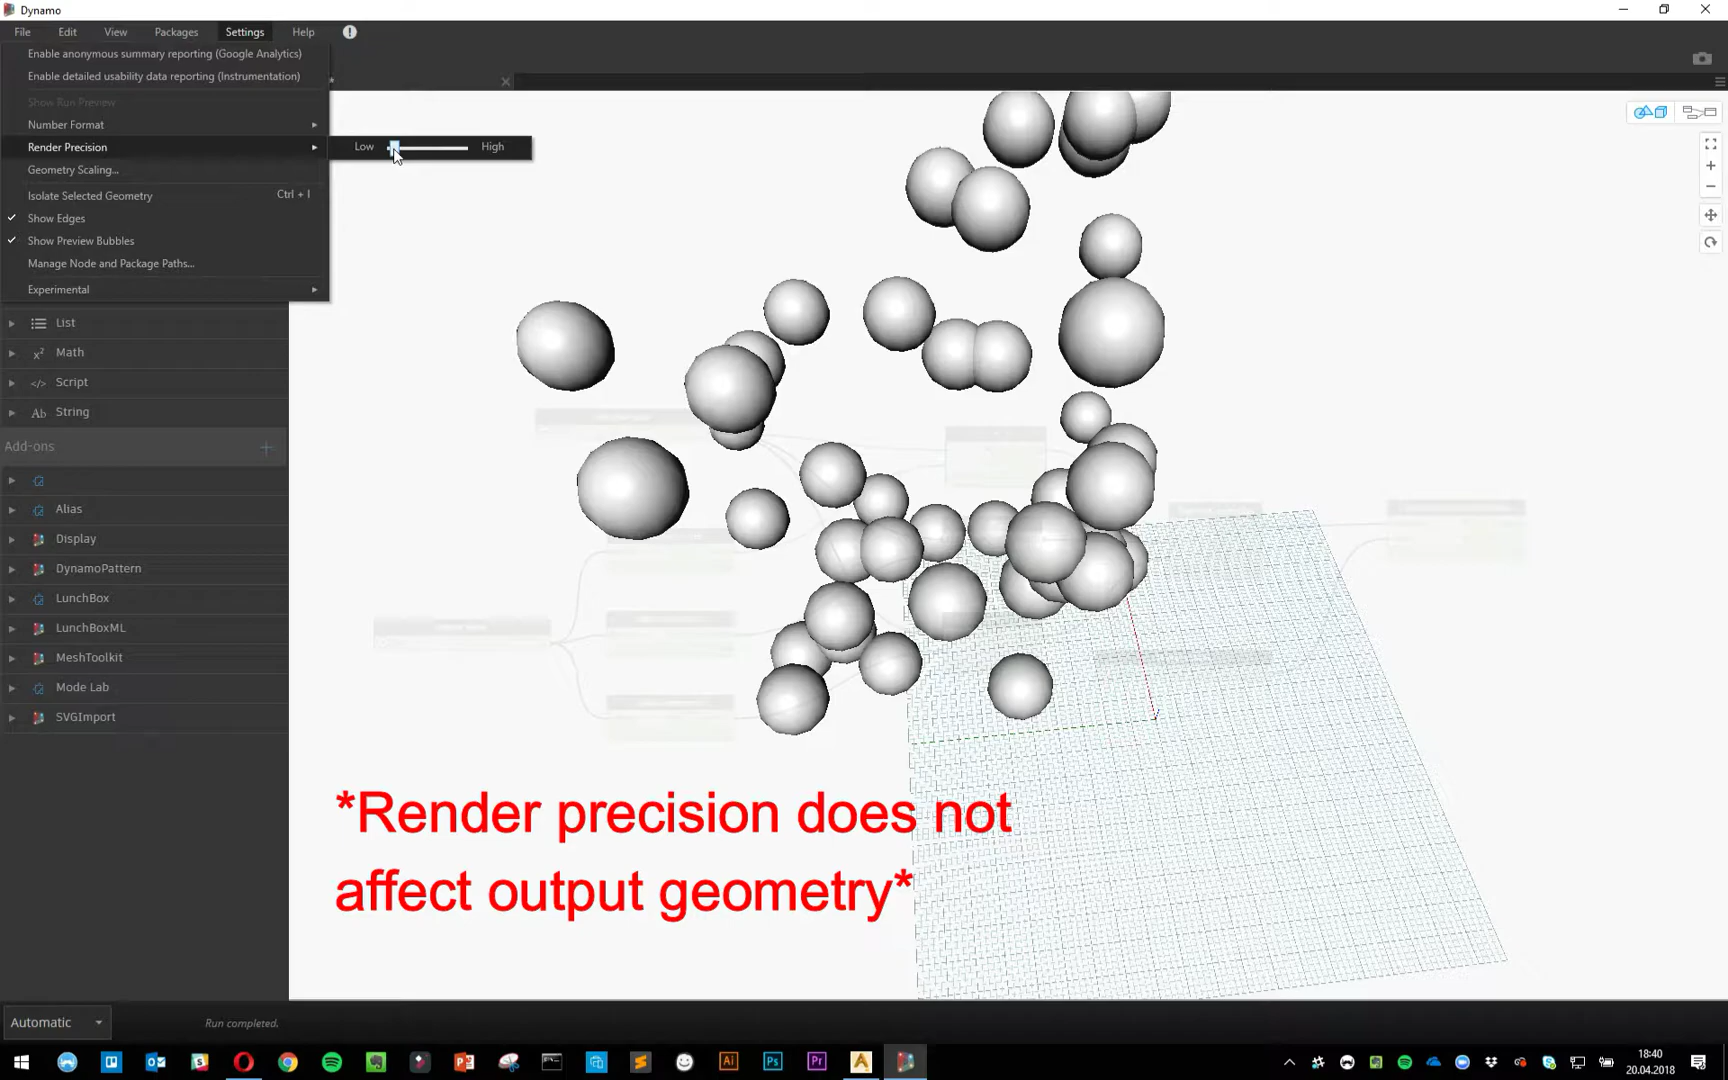 Dynamo
File Edit View Packages Settings Help
Enable anonymous summary reporting (Google Analytics)
Enable detailed usability data reporting (Instrumentation)
Show Run Preview
Number Format
Render Precision
Low High
Geometry Scaling...
Isolate Selected Geometry Ctrl + I
Show Edges
Show Preview Bubbles
Manage Node and Package Paths...
Experimental
List
Math
Script
Ab String
Add-ons
Alias
Display
DynamoPattern
LunchBox
LunchBoxML
MeshToolkit
Mode Lab
SVGImport
*Render precision does not
affect output geometry*
Automatic
Run completed.
18:40
20.04.2018